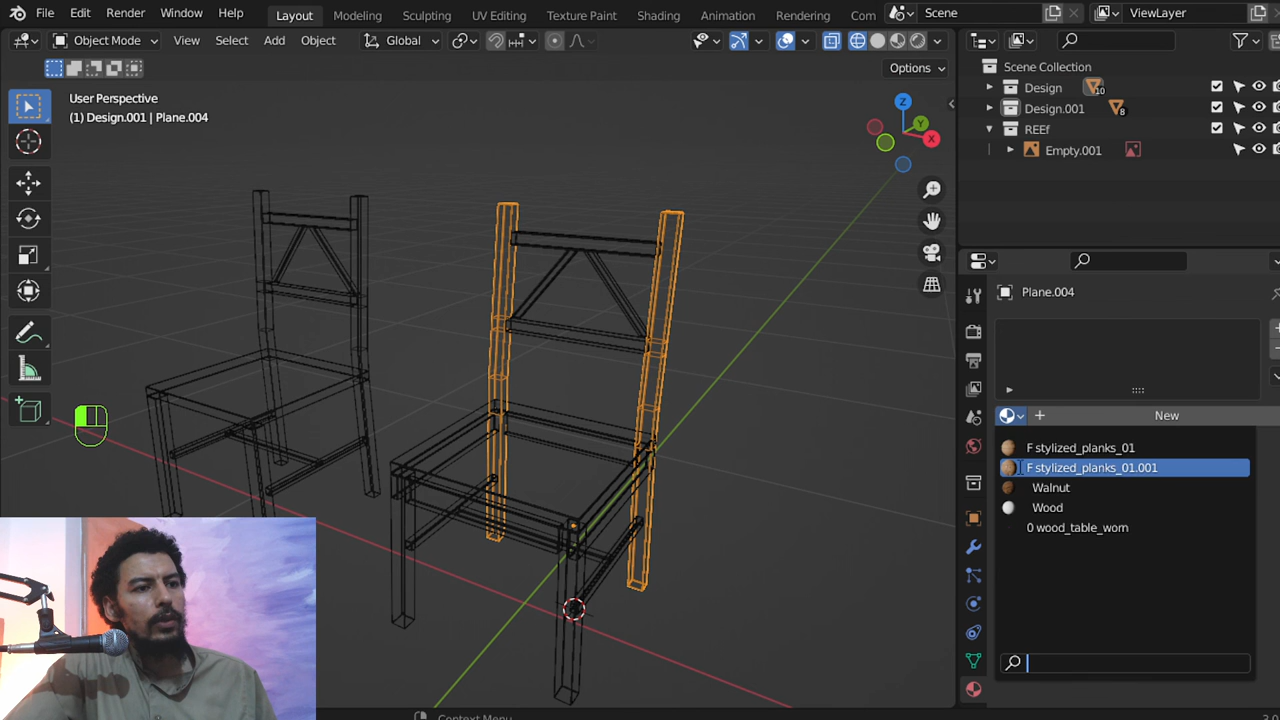 File Edit Render Window Help Layout Modeling Sculpting UV Editing Texture Paint Shading Animation Rendering Com Scene ViewLayer
Object Mode View Select Add Object Global
Options
User Perspective
(1) Design.001 | Plane.004
Z
Y
X
Scene Collection
Design 10
Design.001 8
REEf
Empty.001
Plane.004
New
F stylized_planks_01
F stylized_planks_01.001
Walnut
Wood
0 wood_table_worn